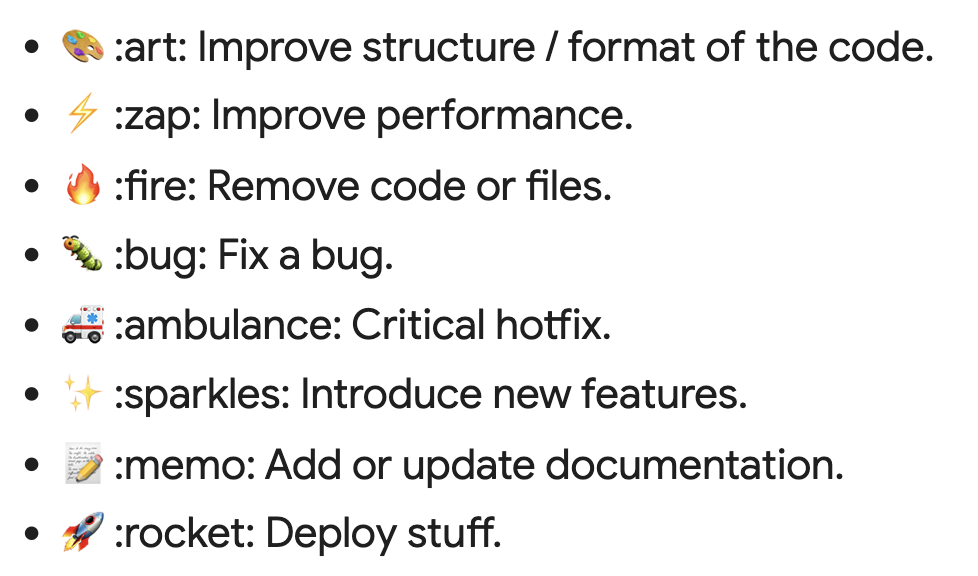 • 🎨 :art: Improve structure / format of the code.
• ⚡ :zap: Improve performance.
• 🔥 :fire: Remove code or files.
• 🐛 :bug: Fix a bug.
• 🚑 :ambulance: Critical hotfix.
• ✨ :sparkles: Introduce new features.
• 📝 :memo: Add or update documentation.
• 🚀 :rocket: Deploy stuff.